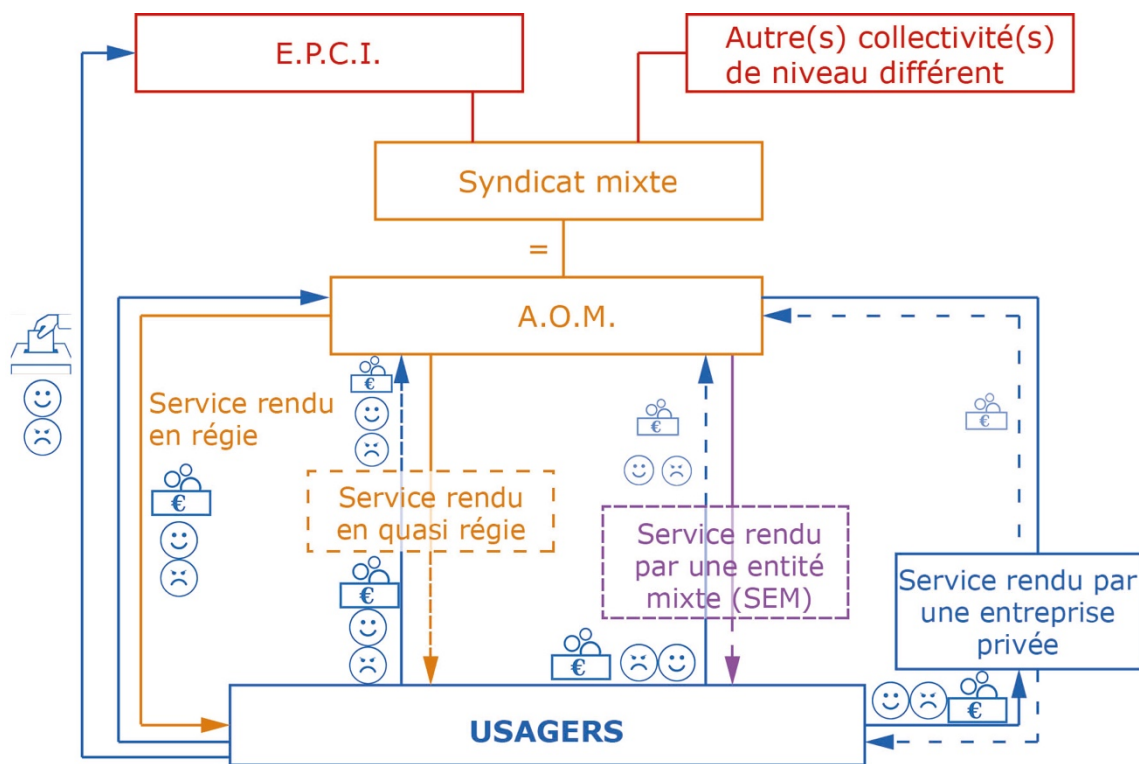 E.P.C.I.
Autre(s) collectivité(s)
de niveau différent
Syndicat mixte
=
A.O.M.
Service rendu
en régie
€
€
€
€
Service rendu
en quasi régie
€
Service rendu
par une entité
mixte (SEM)
€
Service rendu par
une entreprise
privée
€
USAGERS